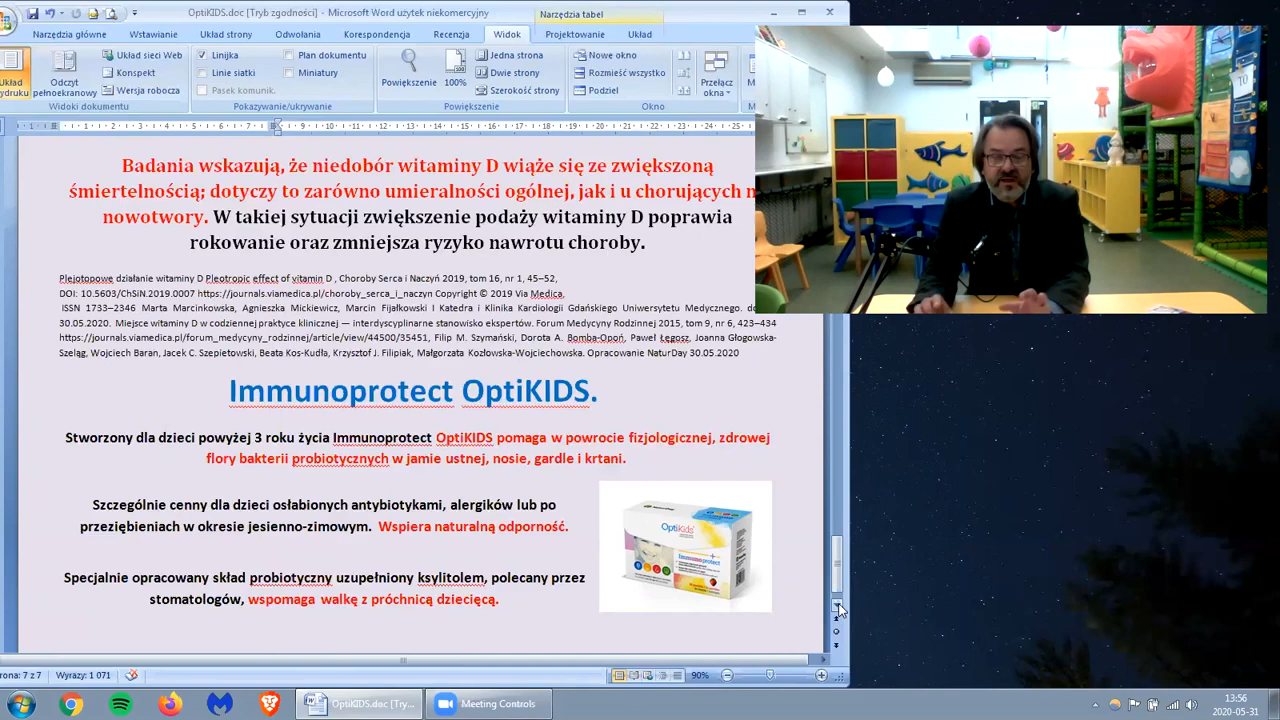 OptiKIDS.doc [Tryb zgodności] - Microsoft Word użytek niekomercyjny
Narzędzia tabel
Narzędzia główne Wstawianie Układ strony Odwołania Korespondencja Recenzja Widok Projektowanie Układ
Układ
wydruku
Odczyt
pełnoekranowy
Układ sieci Web
Konspekt
Wersja robocza
Widoki dokumentu
Linijka
Linie siatki
Pasek komunik.
Plan dokumentu
Miniatury
Pokazywanie/ukrywanie
Powiększenie
100%
Jedna strona
Dwie strony
Szerokość strony
Powiększenie
Nowe okno
Rozmieść wszystko
Podziel
Przełącz
okna
Okno
Badania wskazują, że niedobór witaminy D wiąże się ze zwiększoną
śmiertelnością; dotyczy to zarówno umieralności ogólnej, jak i u chorujących n
nowotwory. W takiej sytuacji zwiększenie podaży witaminy D poprawia
rokowanie oraz zmniejsza ryzyko nawrotu choroby.
Plejotopowe działanie witaminy D Pleotropic effect of vitamin D , Choroby Serca i Naczyń 2019, tom 16, nr 1, 45–52,
DOI: 10.5603/ChSiN.2019.0007 https://journals.viamedica.pl/choroby_serca_i_naczyn Copyright © 2019 Via Medica,
ISSN 1733–2346 Marta Marcinkowska, Agnieszka Mickiewicz, Marcin Fijałkowski I Katedra i Klinika Kardiologii Gdańskiego Uniwersytetu Medycznego. do
30.05.2020. Miejsce witaminy D w codziennej praktyce klinicznej — interdyscyplinarne stanowisko ekspertów. Forum Medycyny Rodzinnej 2015, tom 9, nr 6, 423–434
https://journals.viamedica.pl/forum_medycyny_rodzinnej/article/view/44500/35451, Filip M. Szymański, Dorota A. Bomba-Opoń, Paweł Łęgosz, Joanna Głogowska-
Szeląg, Wojciech Baran, Jacek C. Szepietowski, Beata Kos-Kudła, Krzysztof J. Filipiak, Małgorzata Kozłowska-Wojciechowska. Opracowanie NaturDay 30.05.2020
Immunoprotect OptiKIDS.
Stworzony dla dzieci powyżej 3 roku życia Immunoprotect OptiKIDS pomaga w powrocie fizjologicznej, zdrowej
flory bakterii probiotycznych w jamie ustnej, nosie, gardle i krtani.
Szczególnie cenny dla dzieci osłabionych antybiotykami, alergików lub po
przeziębieniach w okresie jesienno-zimowym. Wspiera naturalną odporność.
Specjalnie opracowany skład probiotyczny uzupełniony ksylitolem, polecany przez
stomatologów, wspomaga walkę z próchnicą dziecięcą.
OptiKids
Immunoprotect
trona: 7 z 7 Wyrazy: 1 071
90%
OptiKIDS.doc [Try...
Meeting Controls
13:56
2020-05-31